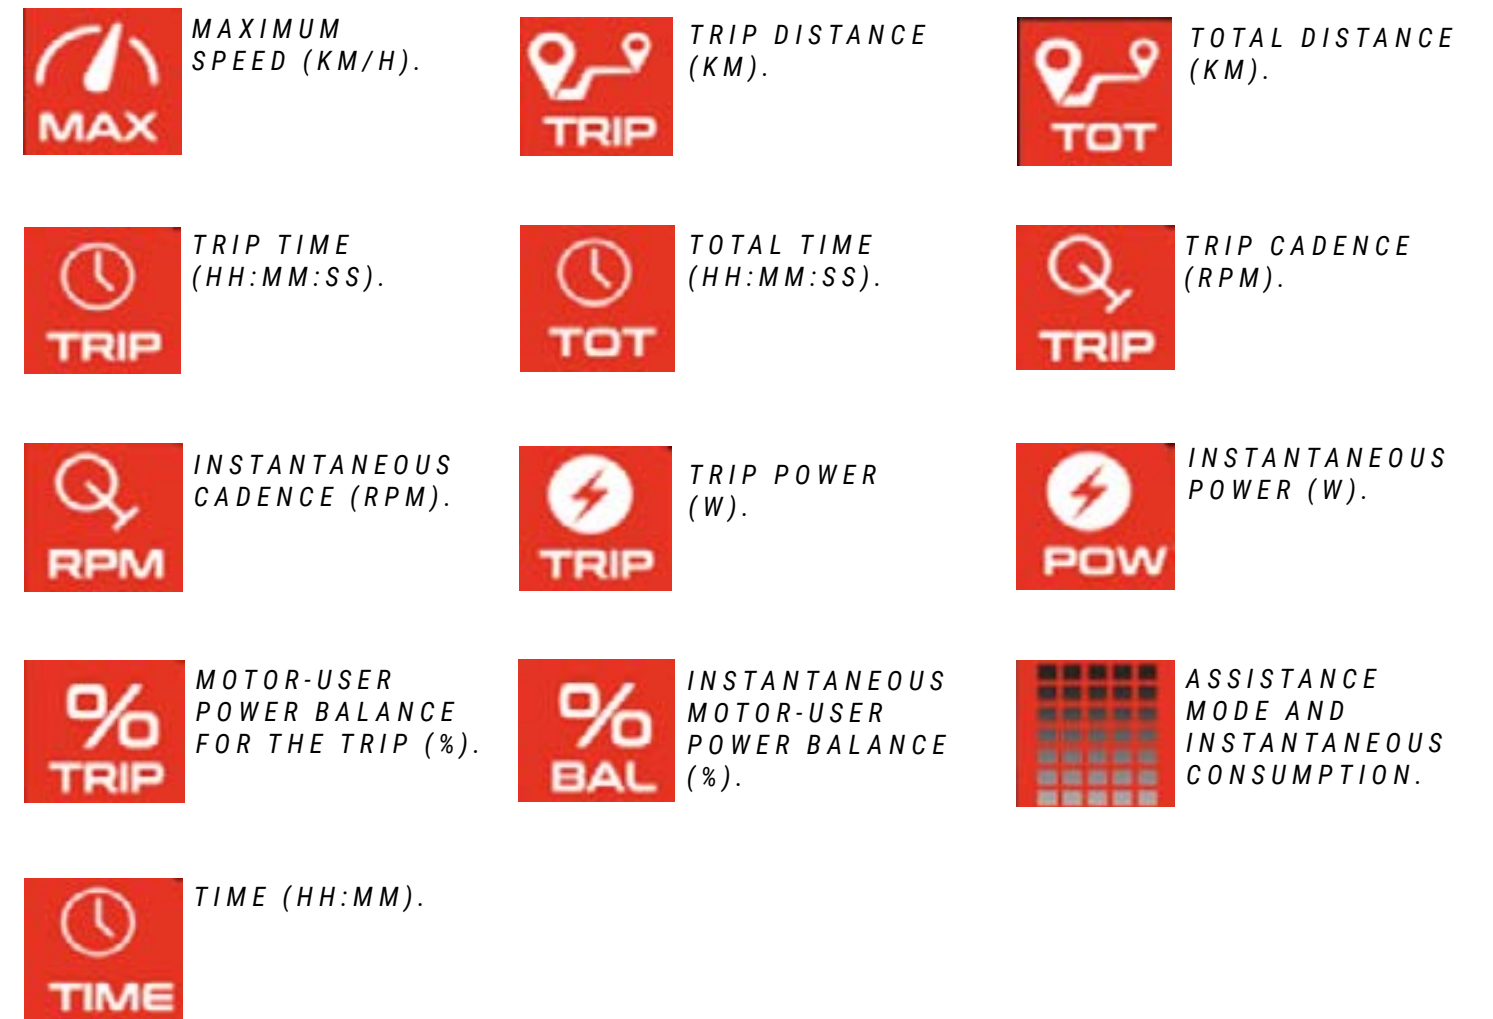 MAX
MAXIMUM
SPEED (KM/H).
TRIP
TRIP DISTANCE
(KM).
TOT
TOTAL DISTANCE
(KM).
TRIP
TRIP TIME
(HH:MM:SS).
TOT
TOTAL TIME
(HH:MM:SS).
TRIP
TRIP CADENCE
(RPM).
RPM
INSTANTANEOUS
CADENCE (RPM).
TRIP
TRIP POWER
(W).
POW
INSTANTANEOUS
POWER (W).
%
TRIP
MOTOR-USER
POWER BALANCE
FOR THE TRIP (%).
%
BAL
INSTANTANEOUS
MOTOR-USER
POWER BALANCE
(%).
ASSISTANCE
MODE AND
INSTANTANEOUS
CONSUMPTION.
TIME
TIME (HH:MM).